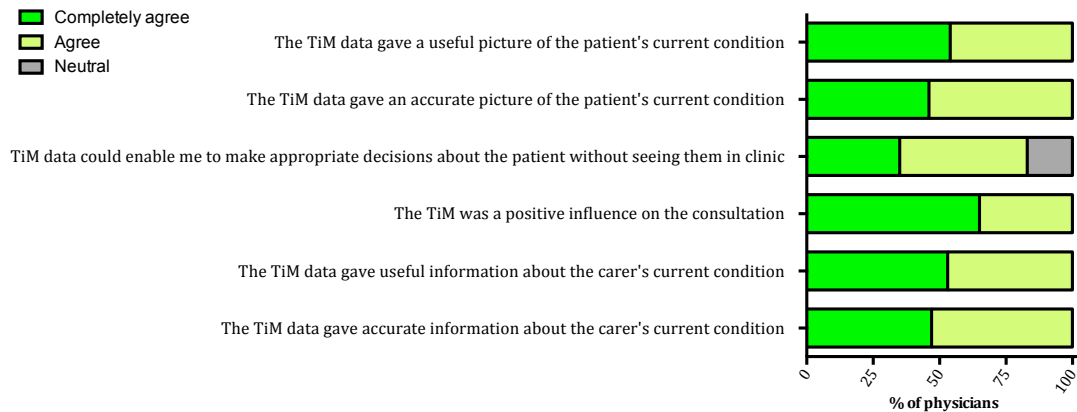 Completely agree
Agree
Neutral
The TiM data gave a useful picture of the patient's current condition
The TiM data gave an accurate picture of the patient's current condition
TiM data could enable me to make appropriate decisions about the patient without seeing them in clinic
The TiM was a positive influence on the consultation
The TiM data gave useful information about the carer's current condition
The TiM data gave accurate information about the carer's current condition
0 25 50 75 100
% of physicians